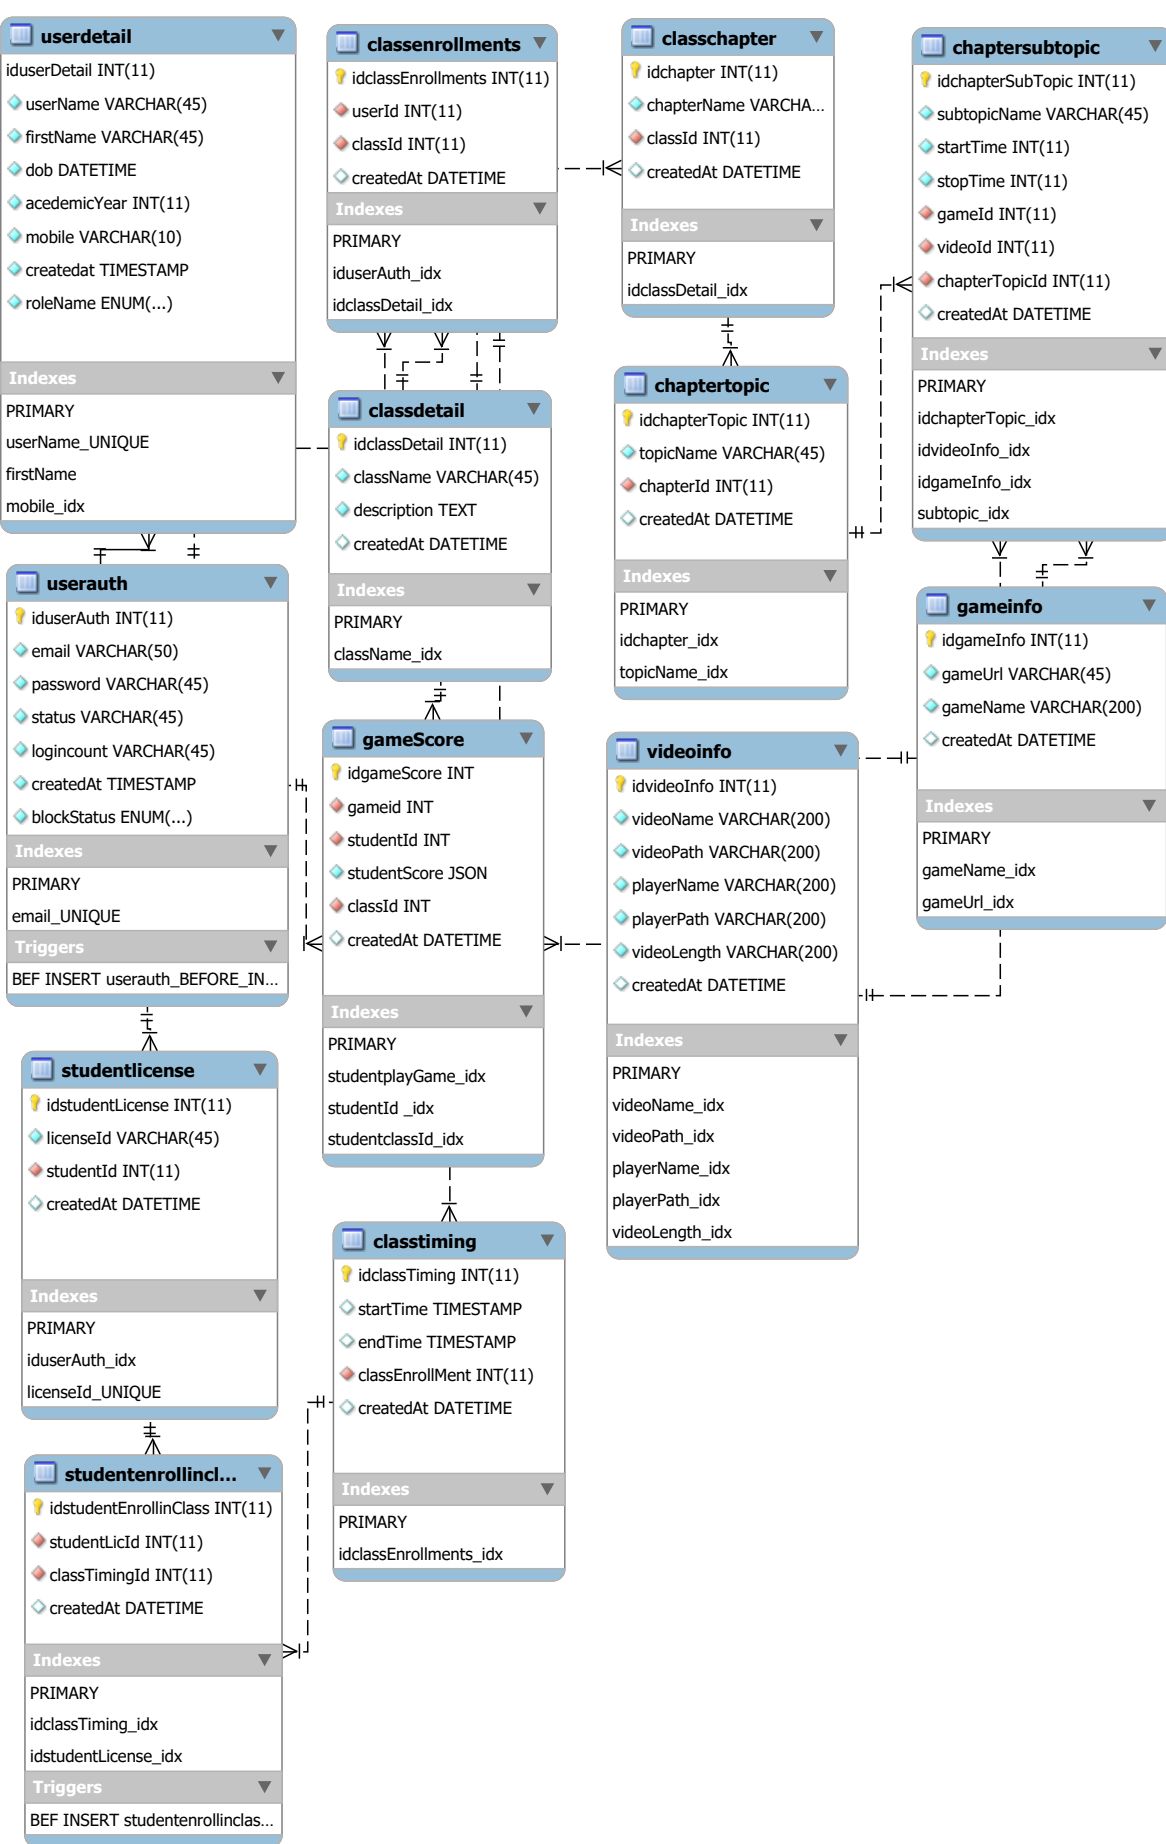 userdetail
iduserDetail INT(11)
userName VARCHAR(45)
firstName VARCHAR(45)
dob DATETIME
acedemicYear INT(11)
mobile VARCHAR(10)
createdat TIMESTAMP
roleName ENUM(...)
Indexes
PRIMARY
userName_UNIQUE
firstName
mobile_idx
userauth
iduserAuth INT(11)
email VARCHAR(50)
password VARCHAR(45)
status VARCHAR(45)
logincount VARCHAR(45)
createdAt TIMESTAMP
blockStatus ENUM(...)
Indexes
PRIMARY
email_UNIQUE
Triggers
BEF INSERT userauth_BEFORE_IN...
studentlicense
idstudentLicense INT(11)
licenseId VARCHAR(45)
studentId INT(11)
createdAt DATETIME
Indexes
PRIMARY
iduserAuth_idx
licenseId_UNIQUE
studentenrollincl...
idstudentEnrollinClass INT(11)
studentLicId INT(11)
classTimingId INT(11)
createdAt DATETIME
Indexes
PRIMARY
idclassTiming_idx
idstudentLicense_idx
Triggers
BEF INSERT studentenrollinclas...
classenrollments
idclassEnrollments INT(11)
userId INT(11)
classId INT(11)
createdAt DATETIME
Indexes
PRIMARY
iduserAuth_idx
idclassDetail_idx
classdetail
idclassDetail INT(11)
className VARCHAR(45)
description TEXT
createdAt DATETIME
Indexes
PRIMARY
className_idx
gameScore
idgameScore INT
gameid INT
studentId INT
studentScore JSON
classId INT
createdAt DATETIME
Indexes
PRIMARY
studentplayGame_idx
studentId _idx
studentclassId_idx
classtiming
idclassTiming INT(11)
startTime TIMESTAMP
endTime TIMESTAMP
classEnrollMent INT(11)
createdAt DATETIME
Indexes
PRIMARY
idclassEnrollments_idx
classchapter
idchapter INT(11)
chapterName VARCHA...
classId INT(11)
createdAt DATETIME
Indexes
PRIMARY
idclassDetail_idx
chaptertopic
idchapterTopic INT(11)
topicName VARCHAR(45)
chapterId INT(11)
createdAt DATETIME
Indexes
PRIMARY
idchapter_idx
topicName_idx
videoinfo
idvideoInfo INT(11)
videoName VARCHAR(200)
videoPath VARCHAR(200)
playerName VARCHAR(200)
playerPath VARCHAR(200)
videoLength VARCHAR(200)
createdAt DATETIME
Indexes
PRIMARY
videoName_idx
videoPath_idx
playerName_idx
playerPath_idx
videoLength_idx
chaptersubtopic
idchapterSubTopic INT(11)
subtopicName VARCHAR(45)
startTime INT(11)
stopTime INT(11)
gameId INT(11)
videoId INT(11)
chapterTopicId INT(11)
createdAt DATETIME
Indexes
PRIMARY
idchapterTopic_idx
idvideoInfo_idx
idgameInfo_idx
subtopic_idx
gameinfo
idgameInfo INT(11)
gameUrl VARCHAR(45)
gameName VARCHAR(200)
createdAt DATETIME
Indexes
PRIMARY
gameName_idx
gameUrl_idx